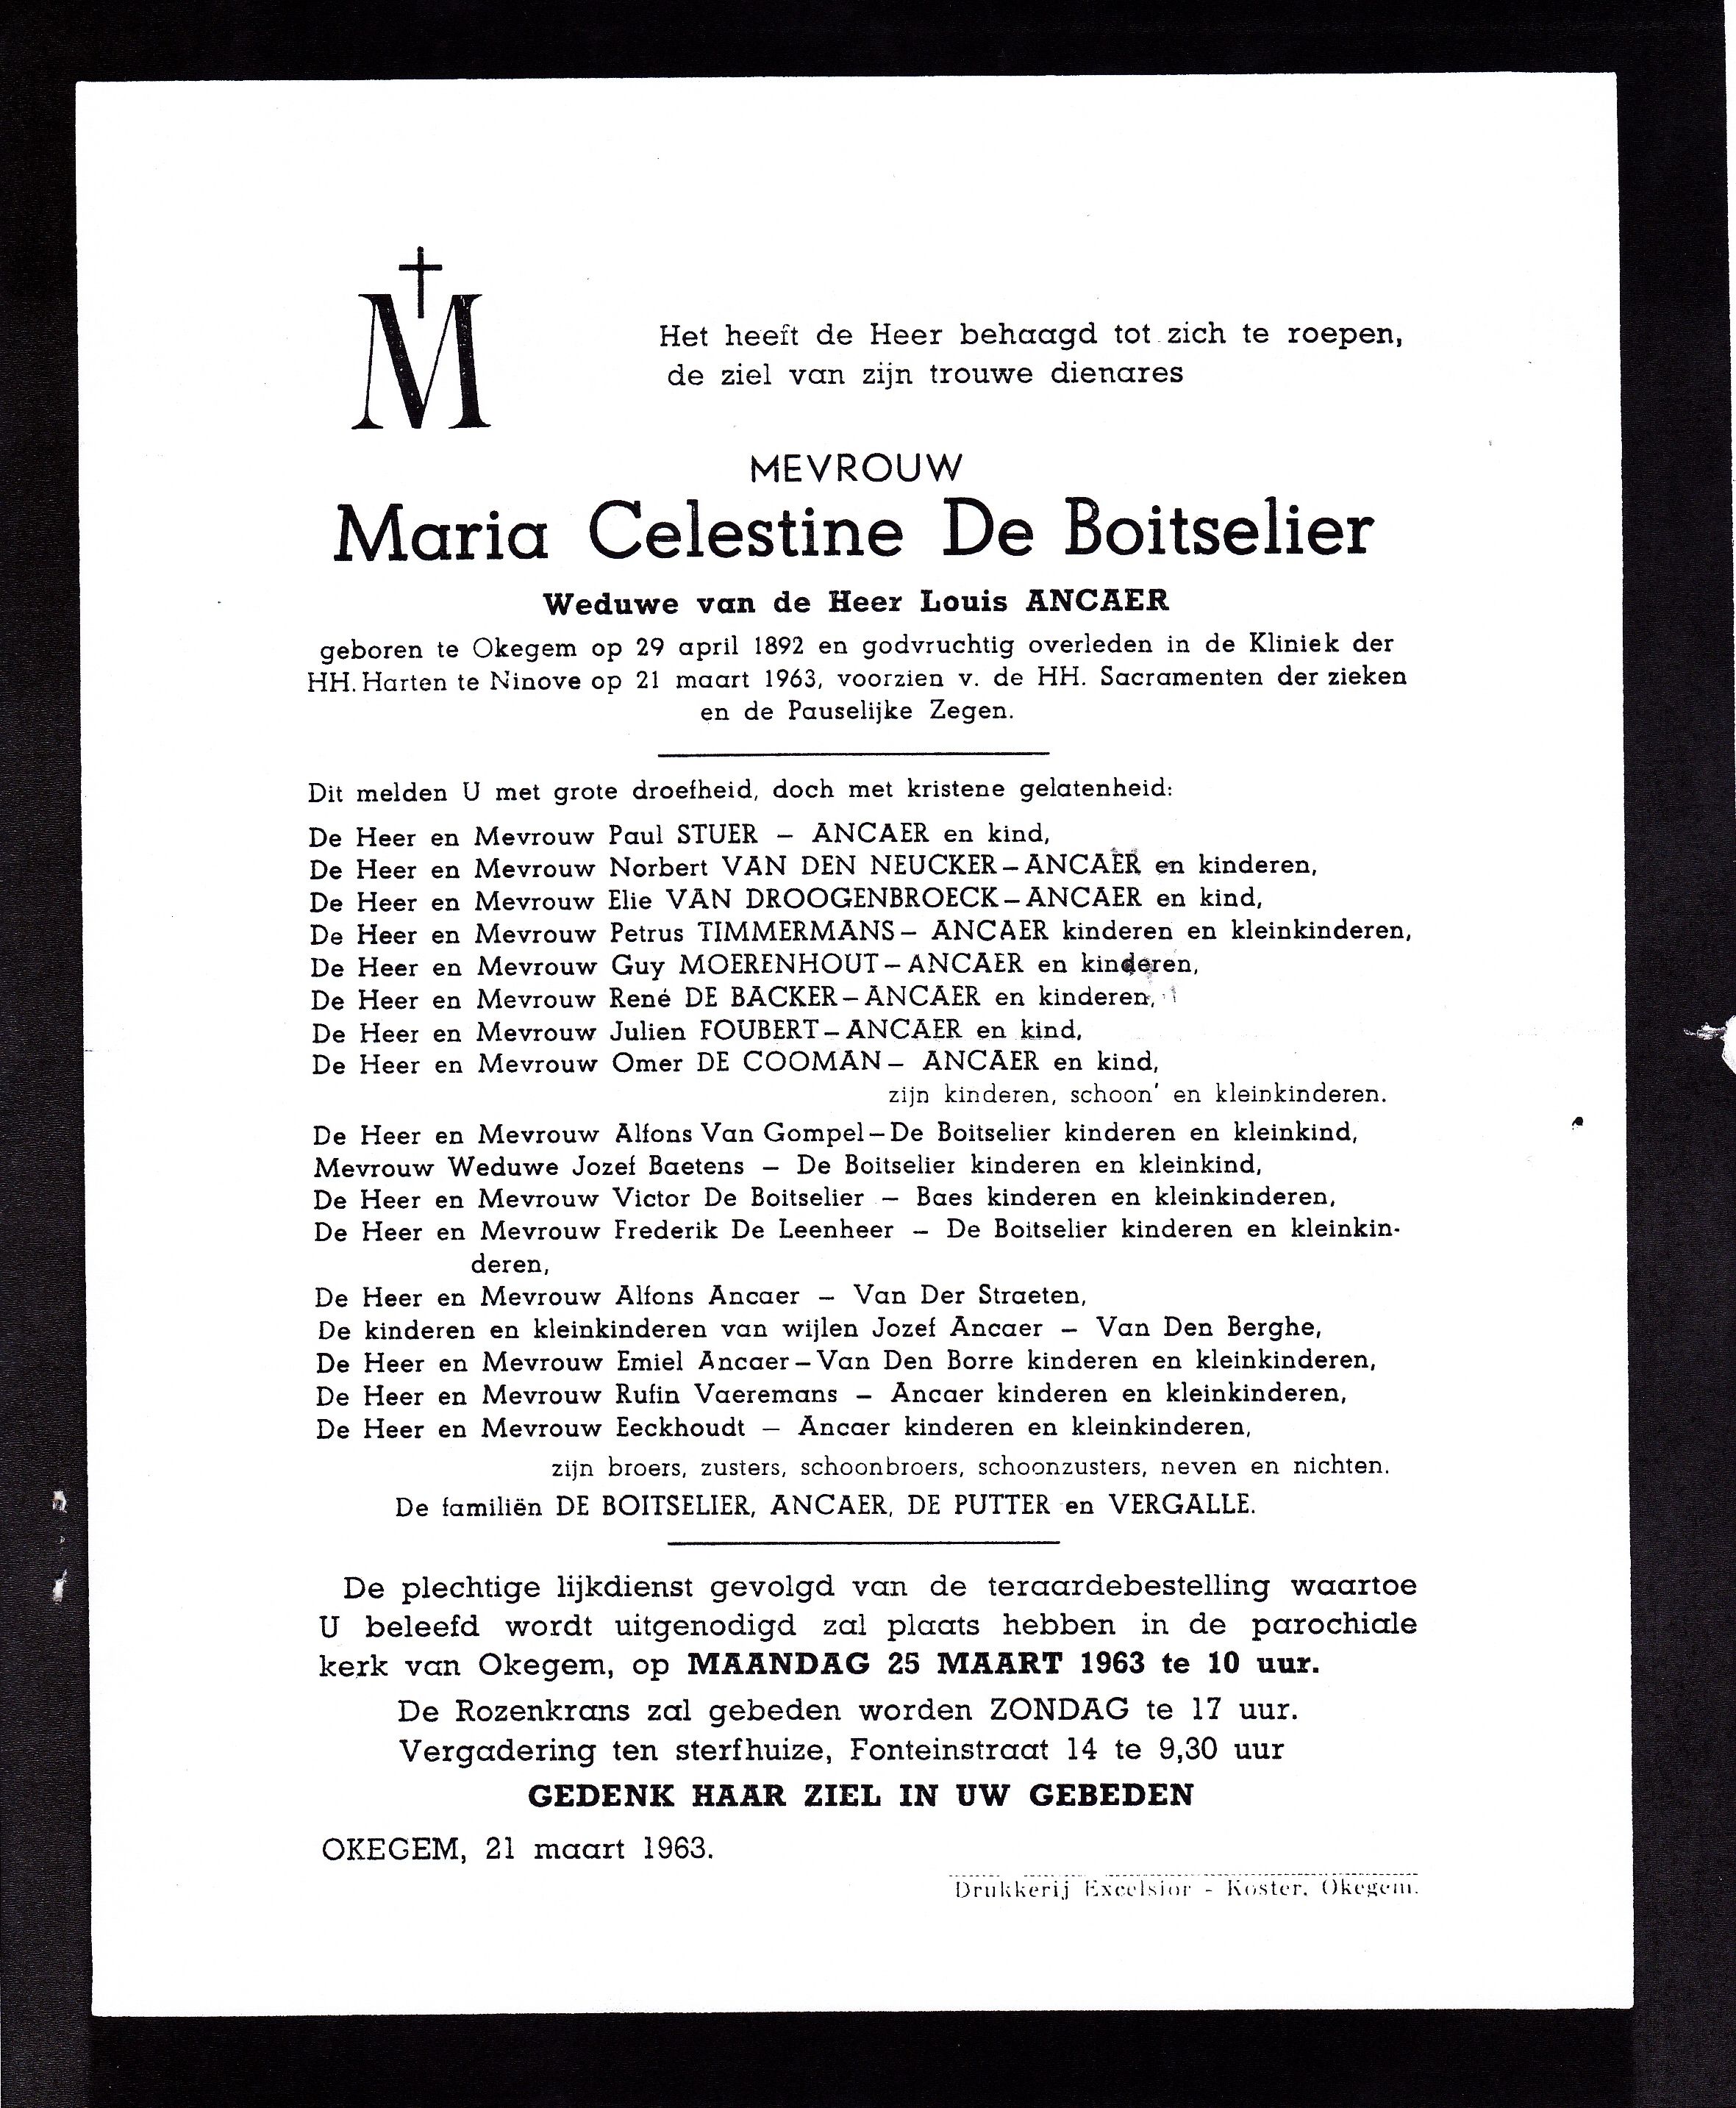 M
Het heeft de Heer behaagd tot zich te roepen,
de ziel van zijn trouwe dienares
MEVROUW
Maria Celestine De Boitselier
Weduwe van de Heer Louis ANCAER
geboren te Okegem op 29 april 1892 en godvruchtig overleden in de Kliniek der
HH. Harten te Ninove op 21 maart 1963, voorzien v. de HH. Sacramenten der zieken
en de Pauselijke Zegen.
Dit melden U met grote droefheid, doch met kristene gelatenheid:
De Heer en Mevrouw Paul STUER – ANCAER en kind,
De Heer en Mevrouw Norbert VAN DEN NEUCKER – ANCAER en kinderen,
De Heer en Mevrouw Elie VAN DROOGENBROECK – ANCAER en kind,
De Heer en Mevrouw Petrus TIMMERMANS – ANCAER kinderen en kleinkinderen,
De Heer en Mevrouw Guy MOERENHOUT – ANCAER en kinderen,
De Heer en Mevrouw René DE BACKER – ANCAER en kinderen,
De Heer en Mevrouw Julien FOUBERT – ANCAER en kind,
De Heer en Mevrouw Omer DE COOMAN – ANCAER en kind,
zijn kinderen, schoon' en kleinkinderen.
De Heer en Mevrouw Alfons Van Gompel – De Boitselier kinderen en kleinkind,
Mevrouw Weduwe Jozef Baetens – De Boitselier kinderen en kleinkind,
De Heer en Mevrouw Victor De Boitselier – Baes kinderen en kleinkinderen,
De Heer en Mevrouw Frederik De Leenheer – De Boitselier kinderen en kleinkin-
deren,
De Heer en Mevrouw Alfons Ancaer – Van Der Straeten,
De kinderen en kleinkinderen van wijlen Jozef Ancaer – Van Den Berghe,
De Heer en Mevrouw Emiel Ancaer – Van Den Borre kinderen en kleinkinderen,
De Heer en Mevrouw Rufin Vaeremans – Ancaer kinderen en kleinkinderen,
De Heer en Mevrouw Eeckhoudt – Ancaer kinderen en kleinkinderen,
zijn broers, zusters, schoonbroers, schoonzusters, neven en nichten.
De familiën DE BOITSELIER, ANCAER, DE PUTTER en VERGALLE.
De plechtige lijkdienst gevolgd van de teraardebestelling waartoe
U beleefd wordt uitgenodigd zal plaats hebben in de parochiale
kerk van Okegem, op MAANDAG 25 MAART 1963 te 10 uur.
De Rozenkrans zal gebeden worden ZONDAG te 17 uur.
Vergadering ten sterfhuize, Fonteinstraat 14 te 9,30 uur
GEDENK HAAR ZIEL IN UW GEBEDEN
OKEGEM, 21 maart 1963.
Drukkerij Excelsior - Koster, Okegem.